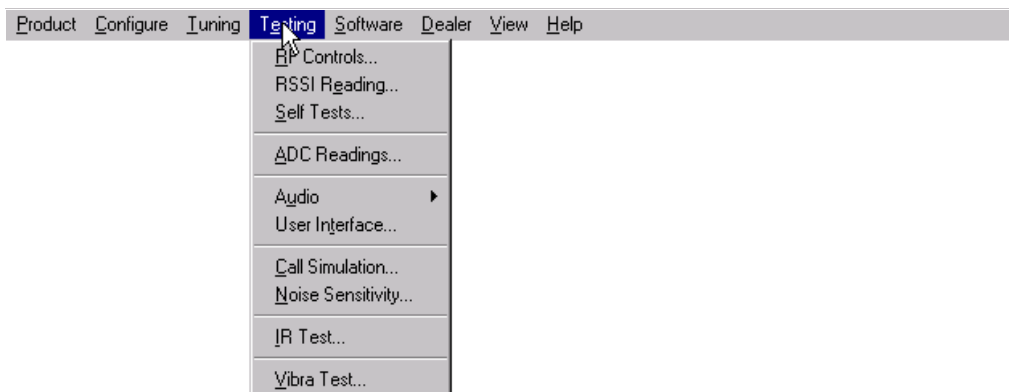 Product Configure Tuning Testing Software Dealer View Help
RF Controls...
RSSI Reading...
Self Tests...
ADC Readings...
Audio
User Interface...
Call Simulation...
Noise Sensitivity...
IR Test...
Vibra Test...